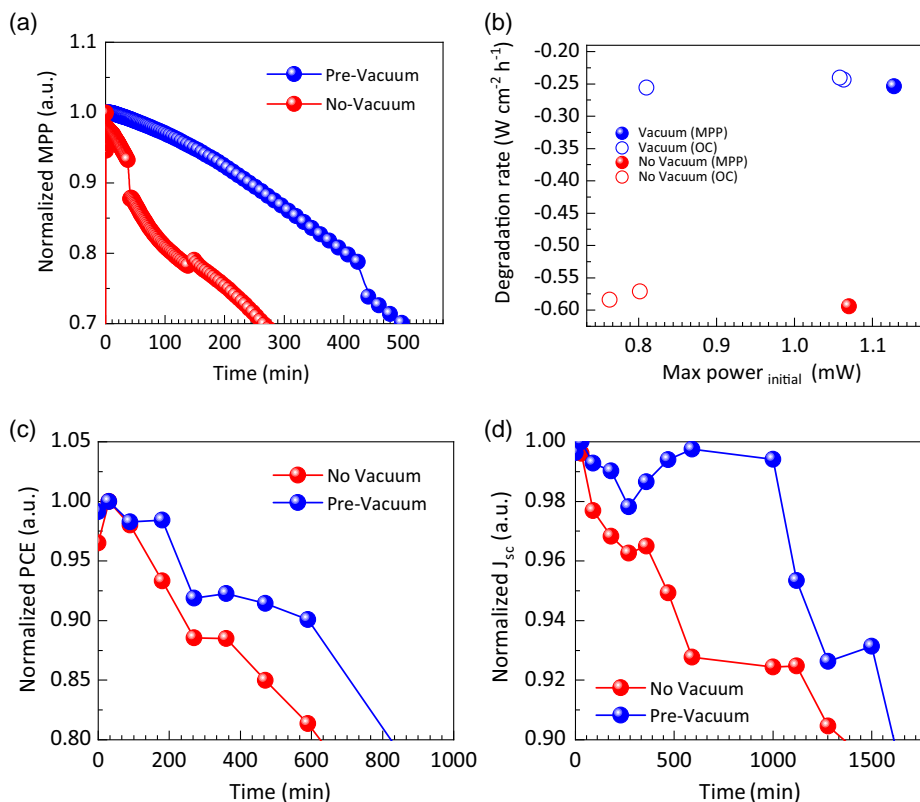 (a)
Normalized MPP (a.u.)
1.1
1.0
0.9
0.8
0.7
Pre-Vacuum
No-Vacuum
0
100
200
300
400
500
Time (min)
(b)
Degradation rate (W cm-2 h-1)
-0.20
-0.25
-0.30
-0.35
-0.40
-0.45
-0.50
-0.55
-0.60
Vacuum (MPP)
Vacuum (OC)
No Vacuum (MPP)
No Vacuum (OC)
0.8
0.9
1.0
1.1
Max power initial (mW)
(c)
Normalized PCE (a.u.)
1.05
1.00
0.95
0.90
0.85
0.80
No Vacuum
Pre-Vacuum
0
200
400
600
800
1000
Time (min)
(d)
Normalized Jsc (a.u.)
1.00
0.98
0.96
0.94
0.92
0.90
No Vacuum
Pre-Vacuum
0
500
1000
1500
Time (min)